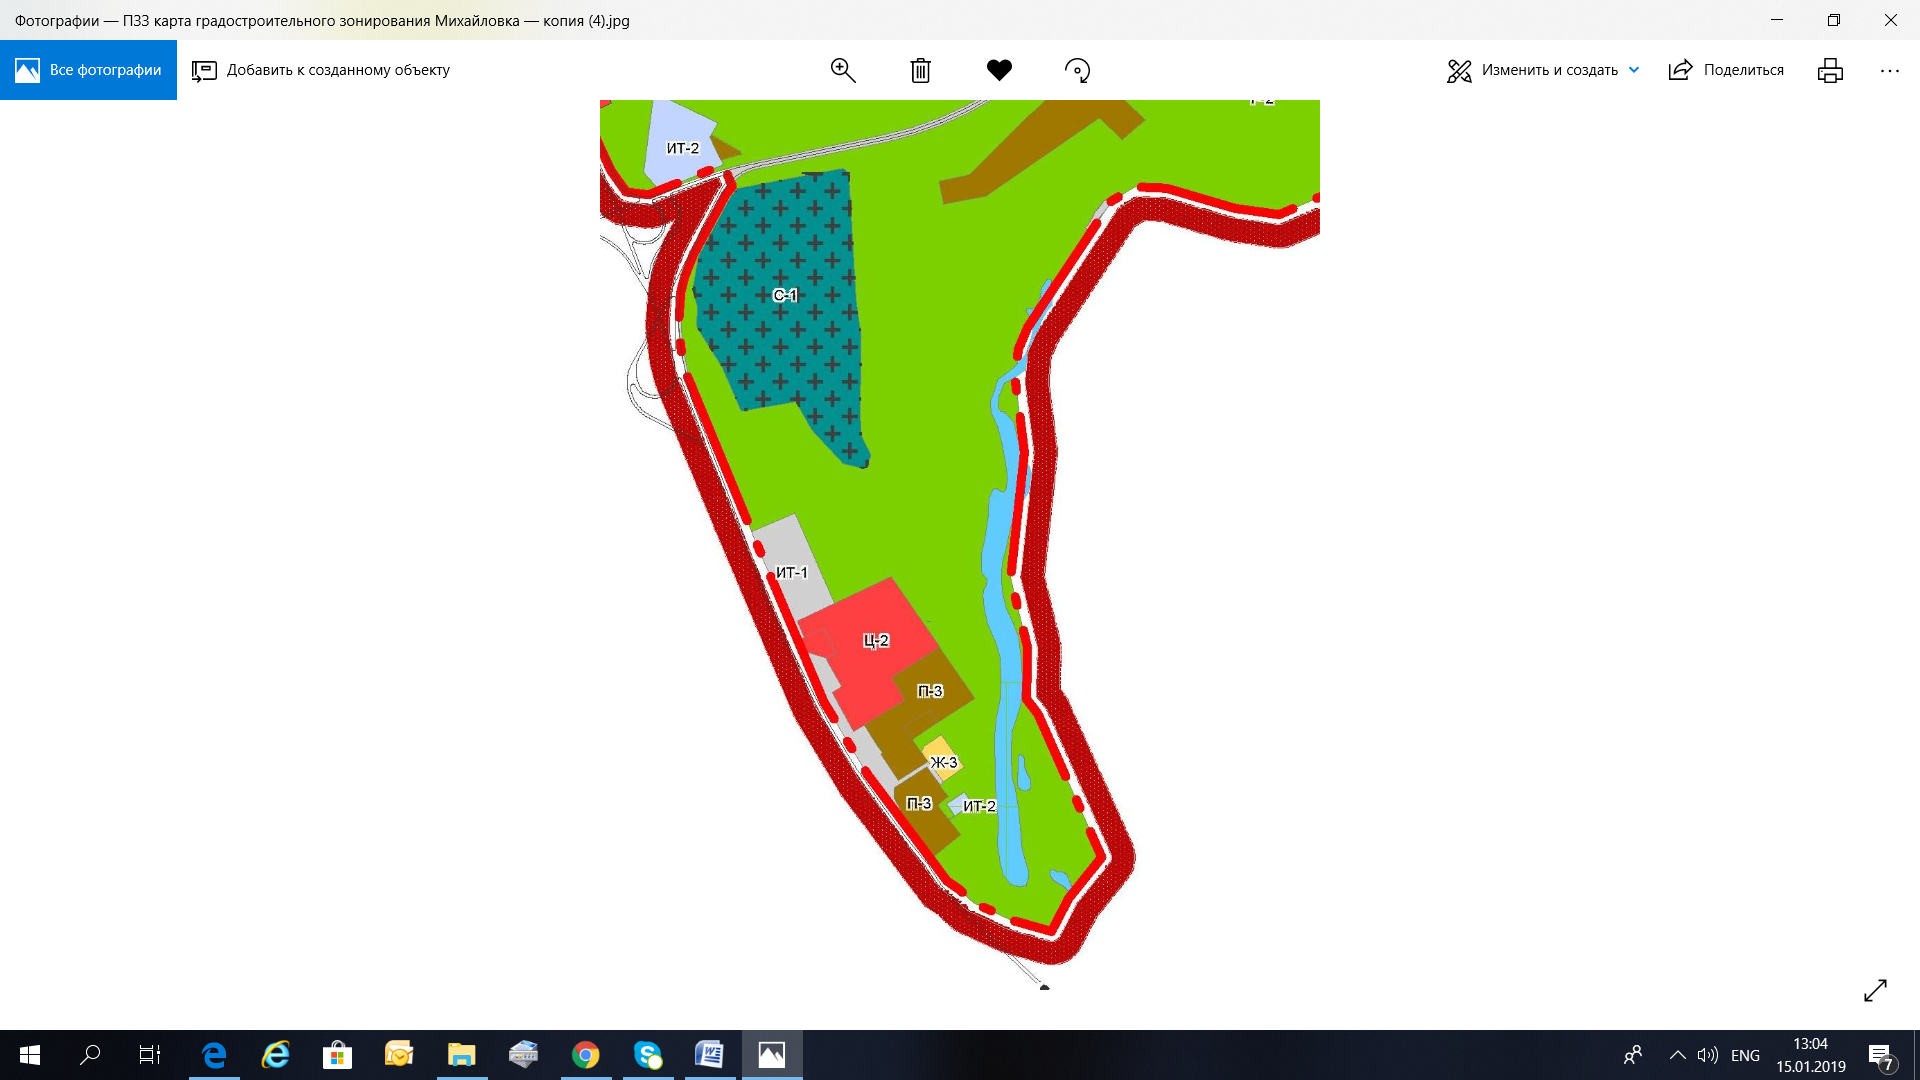 Фотографии — ПЗЗ карта градостроительного зонирования Михайловка — копия (4).jpg
Все фотографии
Добавить к созданному объекту
Изменить и создать
Поделиться
ИТ-2
С-1
ИТ-1
Ц-2
П-3
Ж-3
П-3
ИТ-2
ENG
13:04
15.01.2019
7